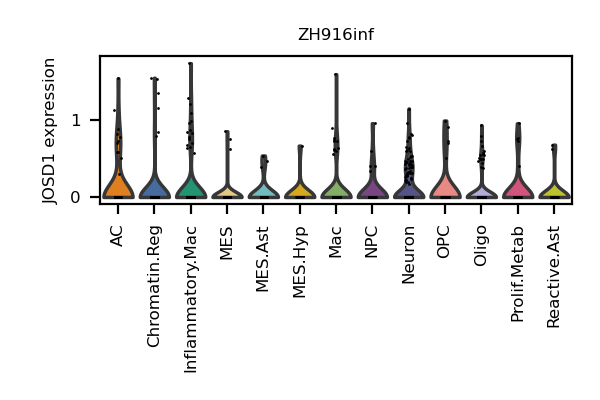 ZH916inf
JOSD1 expression
1
0
AC
Chromatin.Reg
Inflammatory.Mac
MES
MES.Ast
MES.Hyp
Mac
NPC
Neuron
OPC
Oligo
Prolif.Metab
Reactive.Ast